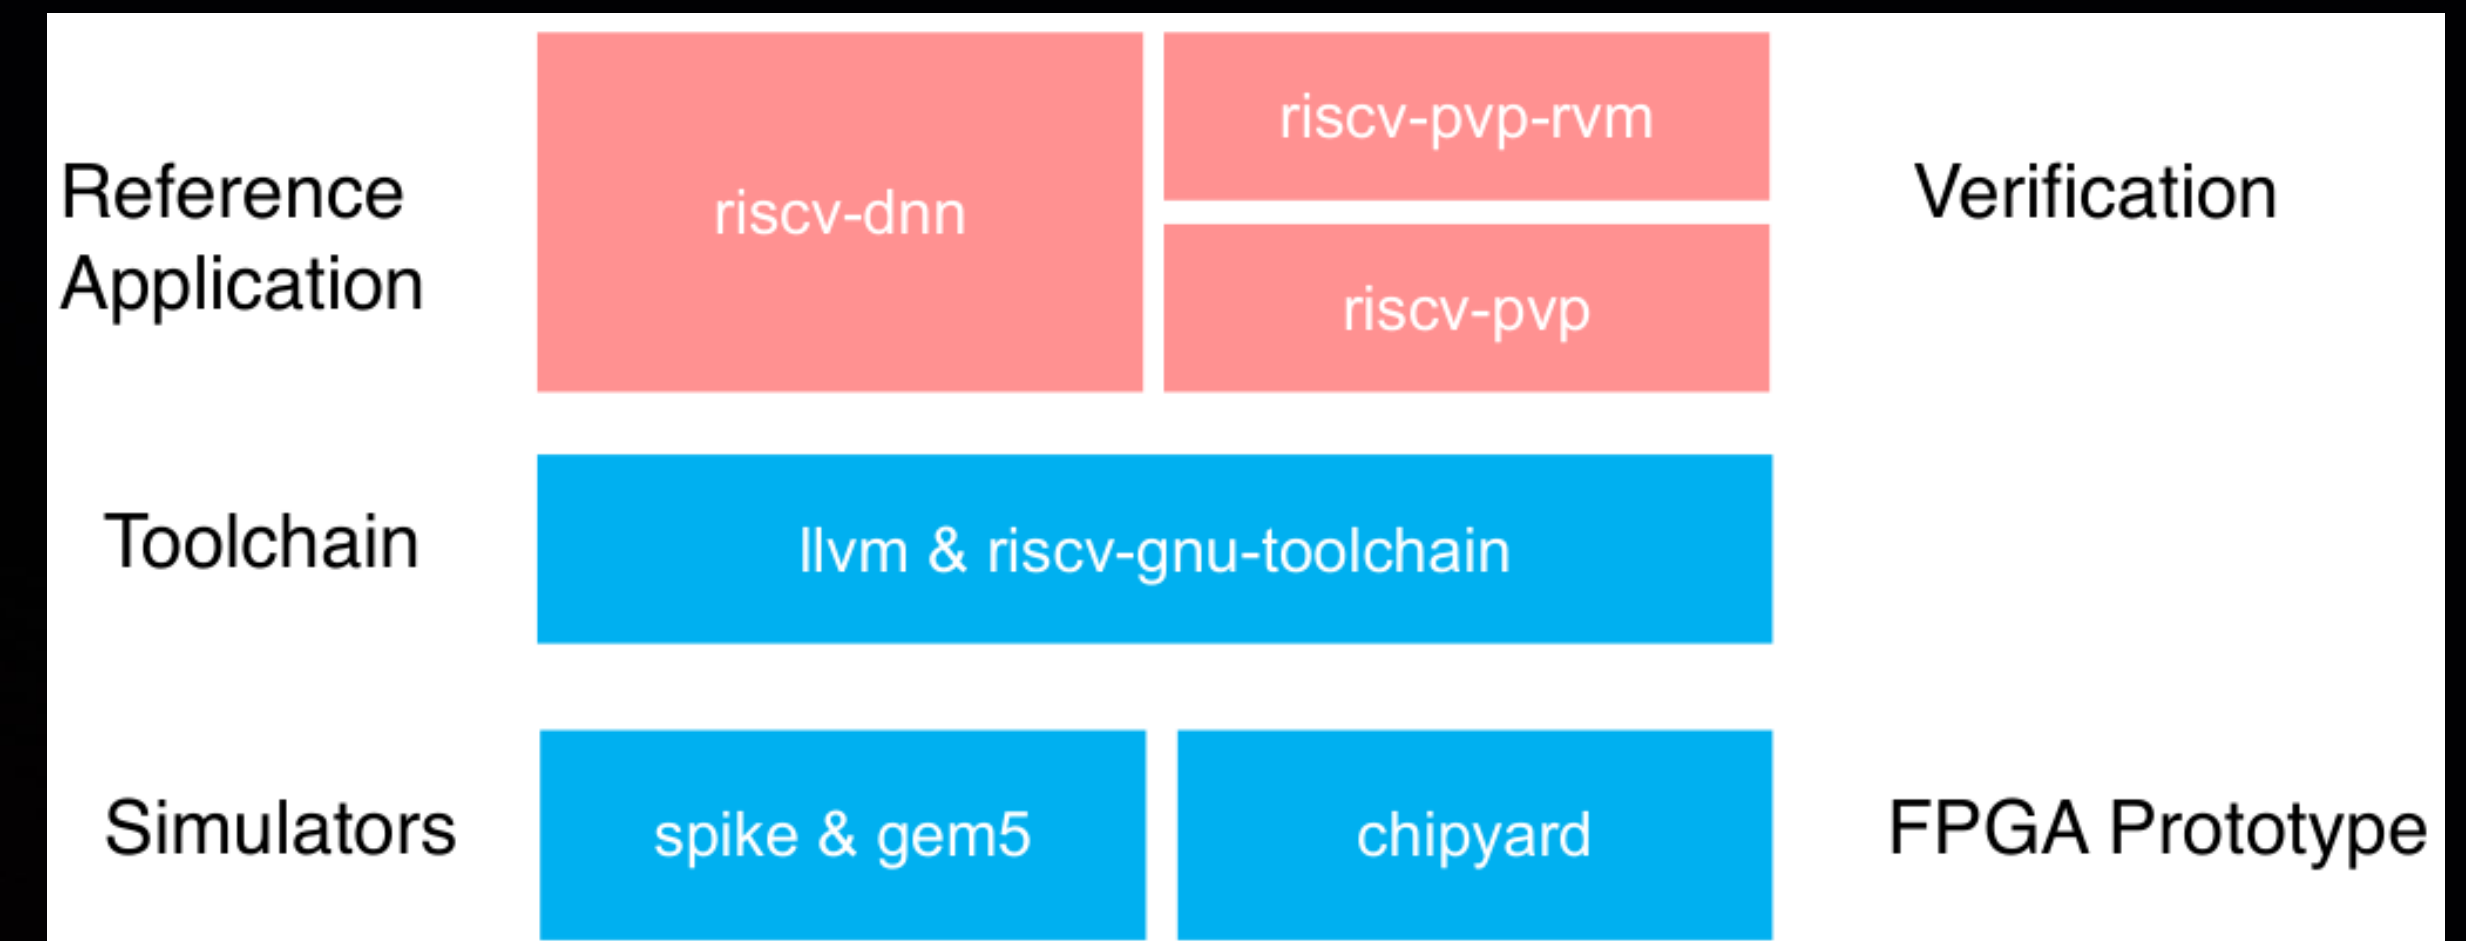 Reference
Application
riscv-dnn
riscv-pvp-rvm
riscv-pvp
Verification
Toolchain
llvm & riscv-gnu-toolchain
Simulators
spike & gem5
chipyard
FPGA Prototype